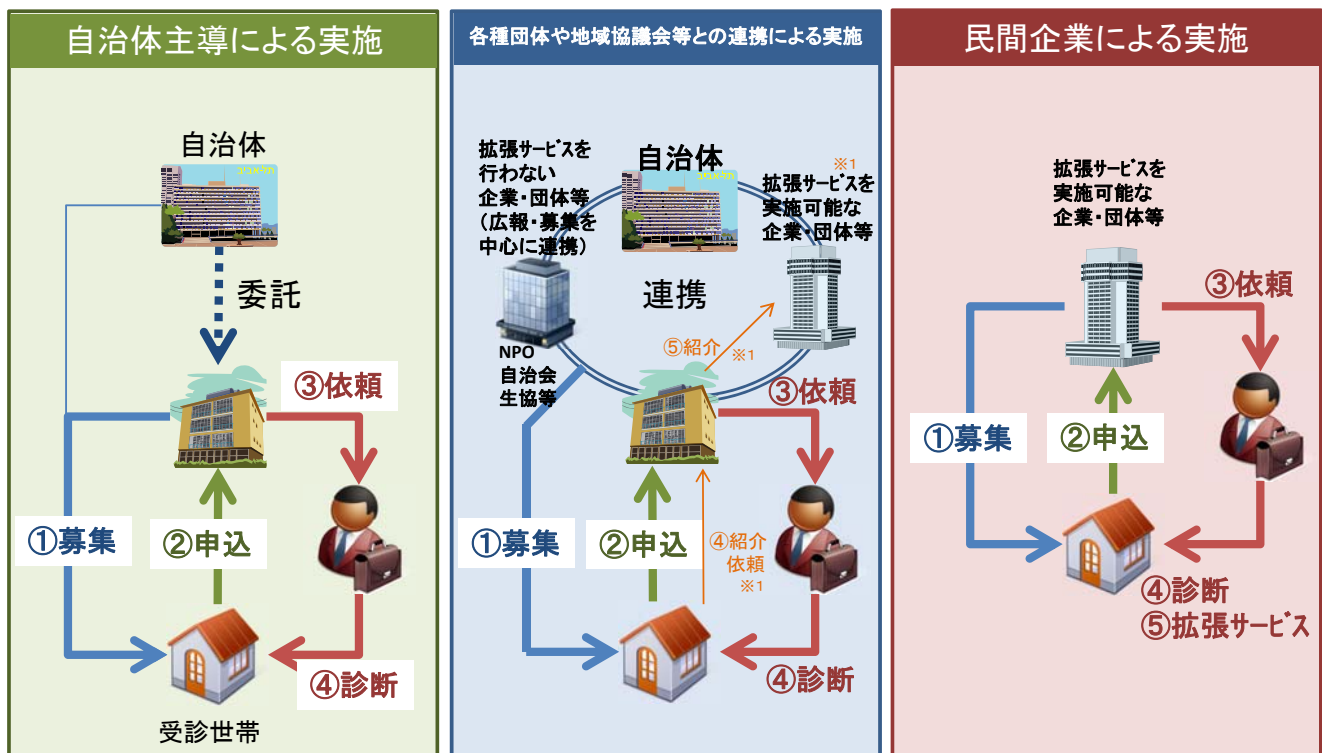 自治体主導による実施
自治体
委託
③依頼
①募集
②申込
④診断
受診世帯
各種団体や地域協議会等との連携による実施
拡張サービスを
行わない
企業・団体等
（広報・募集を
中心に連携）
自治体
※1
拡張サービスを
実施可能な
企業・団体等
連携
⑤紹介
※1
NPO
自治会
生協等
③依頼
①募集
②申込
④紹介
依頼
※1
④診断
民間企業による実施
拡張サービスを
実施可能な
企業・団体等
③依頼
①募集
②申込
④診断
⑤拡張サービス